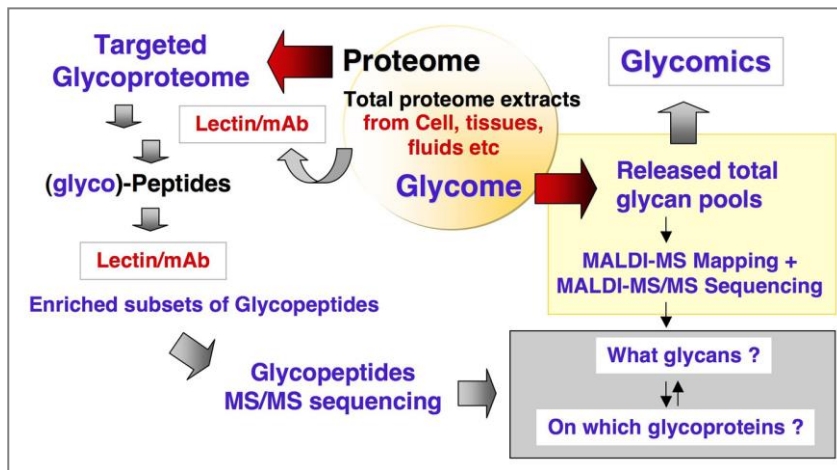 Targeted
Glycoproteome
Proteome
Total proteome extracts
from Cell, tissues,
fluids etc
Glycome
Lectin/mAb
(glyco)-Peptides
Lectin/mAb
Enriched subsets of Glycopeptides
Glycopeptides
MS/MS sequencing
Glycomics
Released total
glycan pools
MALDI-MS Mapping +
MALDI-MS/MS Sequencing
What glycans ?
On which glycoproteins ?